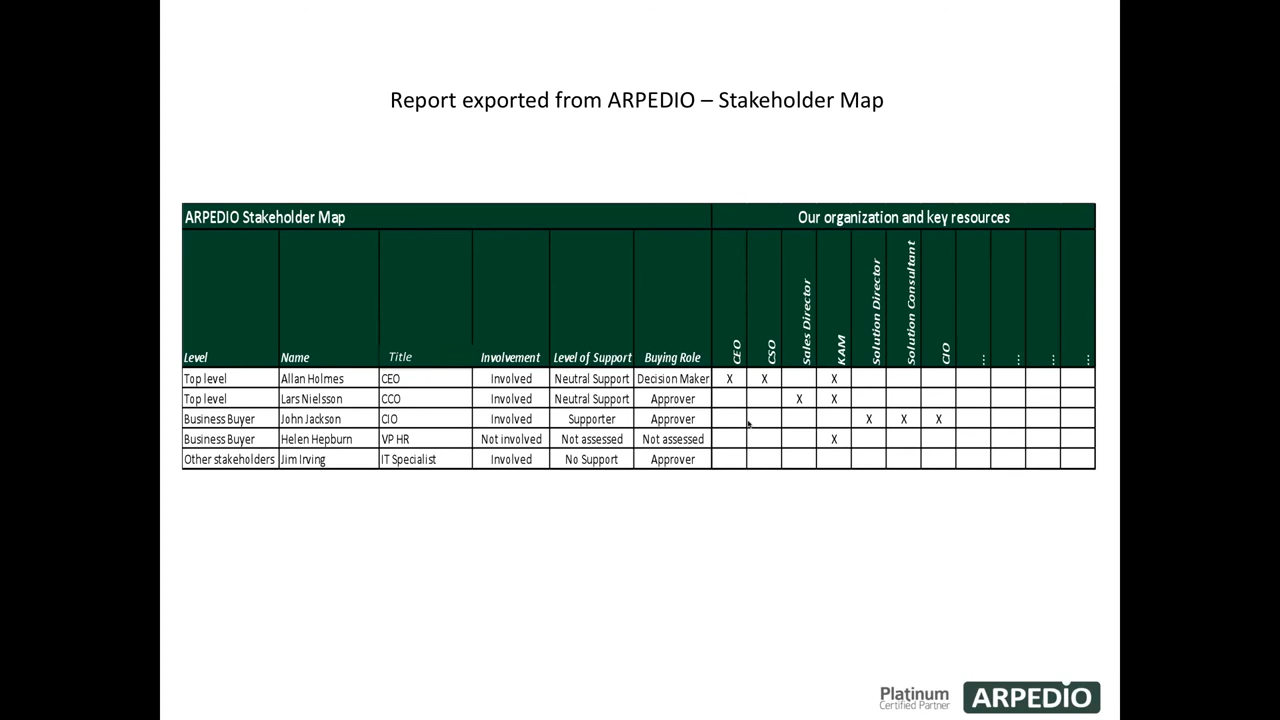 Report exported from ARPEDIO – Stakeholder Map
ARPEDIO Stakeholder Map Our organization and key resources
Level Name Title Involvement Level of Support Buying Role CEO CSO Sales Director KAM Solution Director Solution Consultant CIO ... ... ... ...
Top level Allan Holmes CEO Involved Neutral Support Decision Maker X X X
Top level Lars Nielsson CCO Involved Neutral Support Approver X X
Business Buyer John Jackson CIO Involved Supporter Approver X X X
Business Buyer Helen Hepburn VP HR Not involved Not assessed Not assessed X
Other stakeholders Jim Irving IT Specialist Involved No Support Approver
Platinum ARPEDIO
Certified Partner